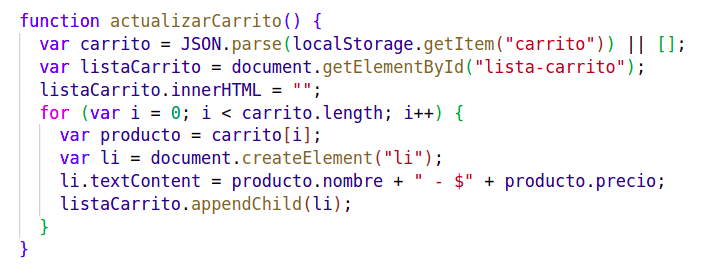 function actualizarCarrito() {
  var carrito = JSON.parse(localStorage.getItem("carrito")) || [];
  var listaCarrito = document.getElementById("lista-carrito");
  listaCarrito.innerHTML = "";
  for (var i = 0; i < carrito.length; i++) {
    var producto = carrito[i];
    var li = document.createElement("li");
    li.textContent = producto.nombre + " - $" + producto.precio;
    listaCarrito.appendChild(li);
  }
}